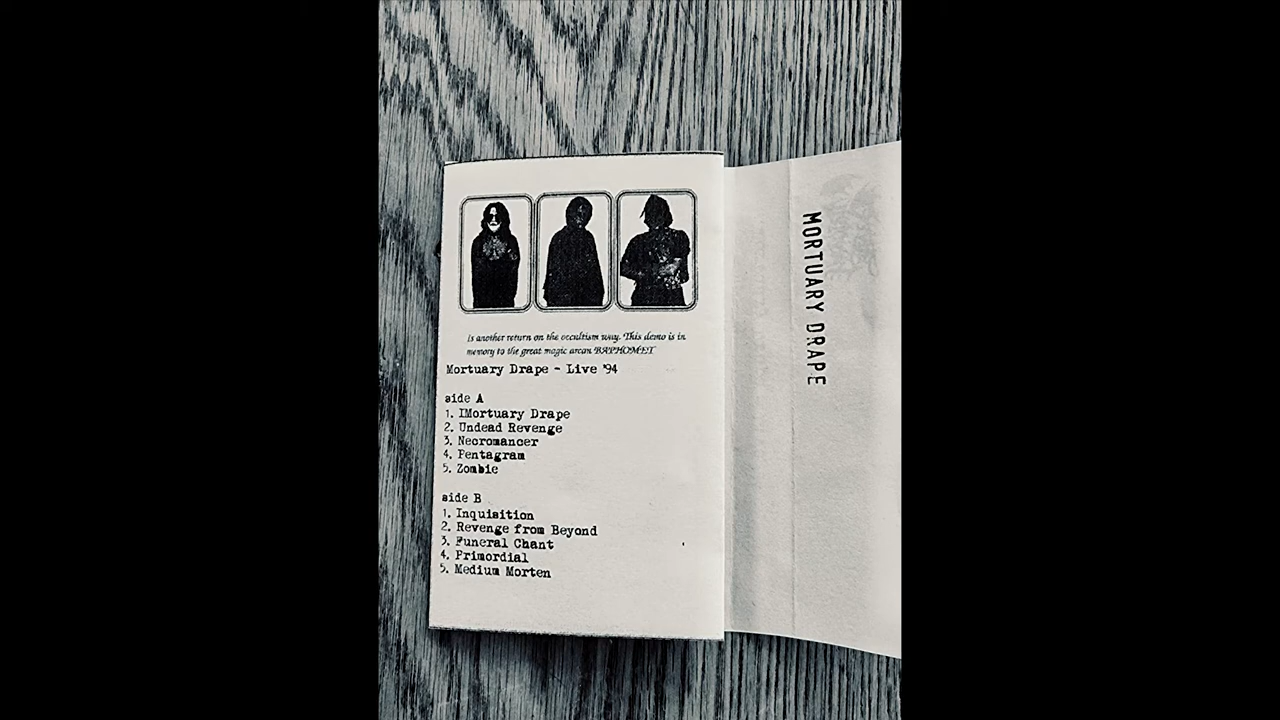 is another return on the occultism way. This demo is in
memory to the great magic arcan BAPHOMET
Mortuary Drape - Live '94
side A
1. IMortuary Drape
2. Undead Revenge
3. Necromancer
4. Pentagram
5. Zombie
side B
1. Inquisition
2. Revenge from Beyond
3. Funeral Chant
4. Primordial
5. Medium Morten
MORTUARY DRAPE